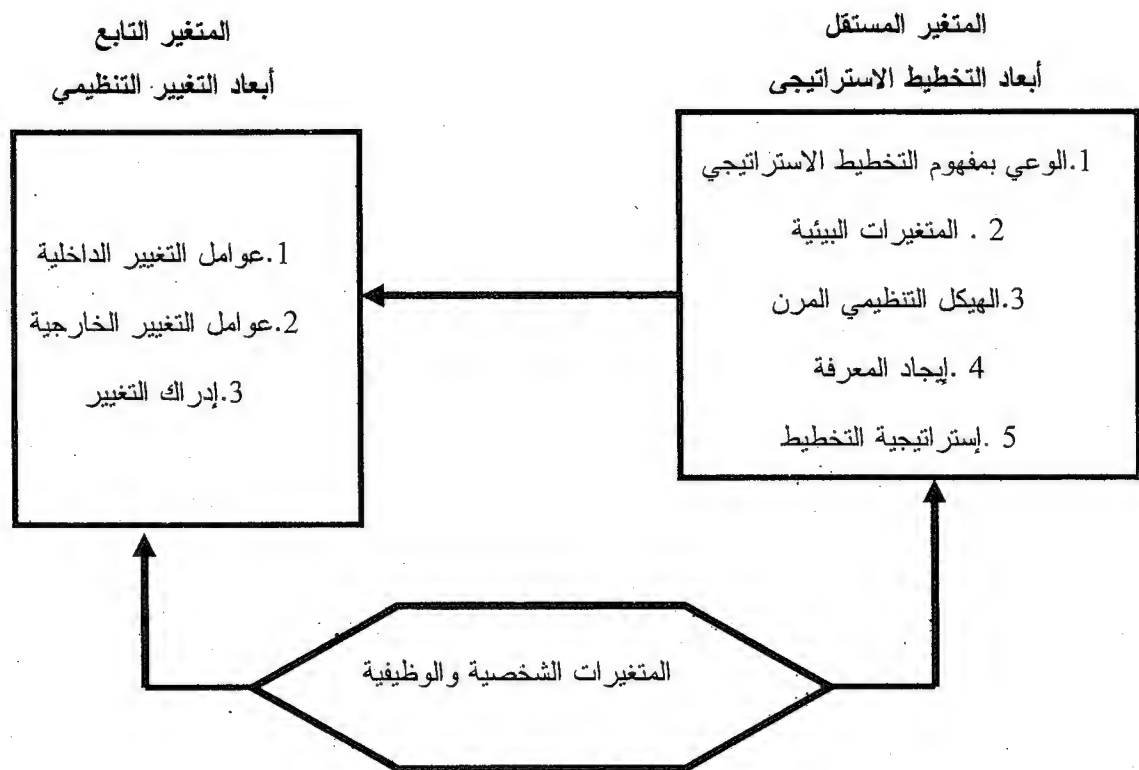 المتغير المستقل
أبعاد التخطيط الاستراتيجى
1.الوعي بمفهوم التخطيط الاستراتيجي
2 . المتغيرات البيئية
3.الهيكل التنظيمي المرن
4 .إيجاد المعرفة
5 .إستراتيجية التخطيط
المتغير التابع
أبعاد التغيير التنظيمي
1.عوامل التغيير الداخلية
2.عوامل التغيير الخارجية
3.إدراك التغيير
المتغيرات الشخصية والوظيفية